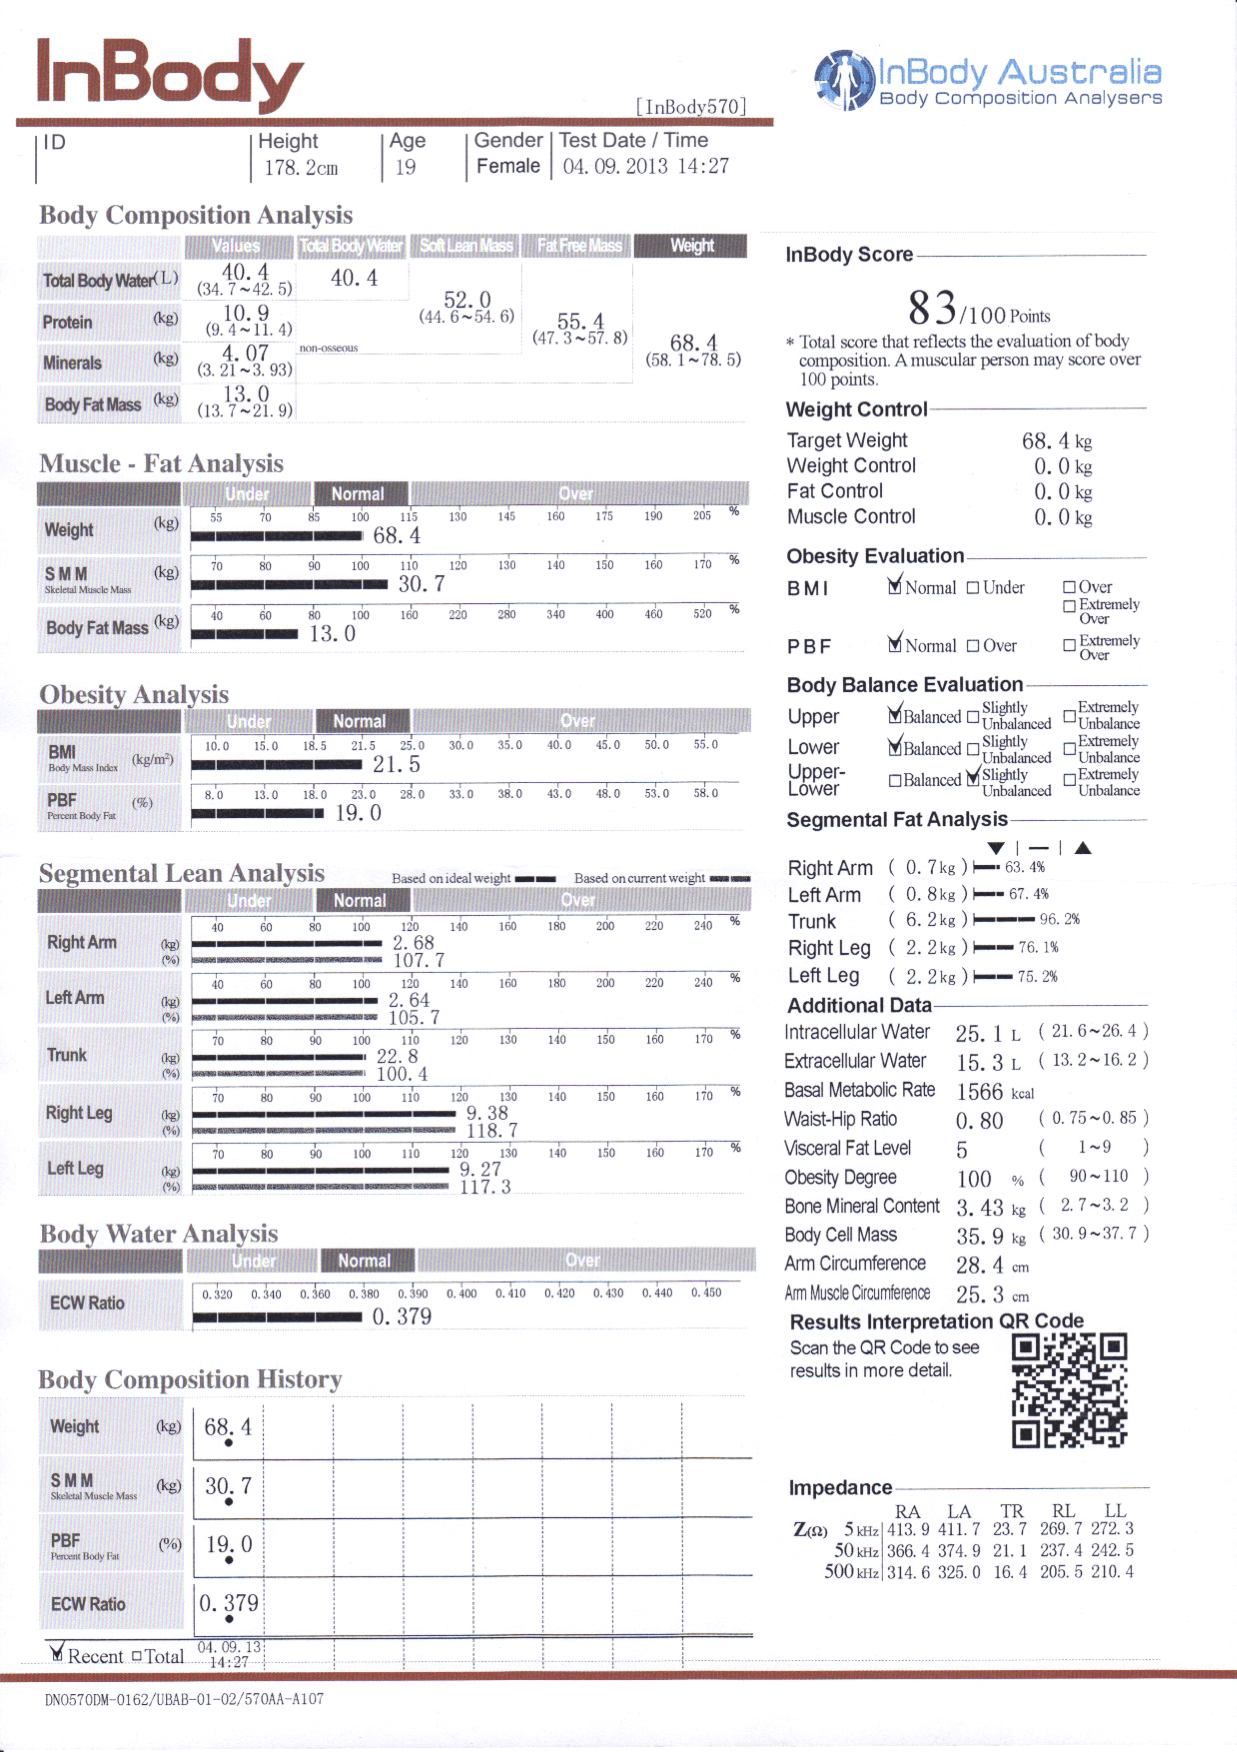 InBody
[InBody570]
InBody Australia
Body Composition Analysers
ID
Height
178.2cm
Age
19
Gender
Female
Test Date / Time
04.09.2013 14:27
Body Composition Analysis
Values Total Body Water Soft Lean Mass Fat Free Mass Weight
Total Body Water (L) 40.4 (34.7~42.5) 40.4
52.0 (44.6~54.6)
Protein (kg) 10.9 (9.4~11.4)
55.4 (47.3~57.8)
68.4 (58.1~78.5)
Minerals (kg) 4.07 (3.21~3.93) non-osseous
Body Fat Mass (kg) 13.0 (13.7~21.9)
Muscle - Fat Analysis
Under Normal Over
Weight (kg) 55 70 85 100 115 130 145 160 175 190 205 %
68.4
SMM (kg) 70 80 90 100 110 120 130 140 150 160 170 %
Skeletal Muscle Mass 30.7
Body Fat Mass (kg) 40 60 80 100 160 220 280 340 400 460 520 %
13.0
Obesity Analysis
Under Normal Over
BMI (kg/m²) 10.0 15.0 18.5 21.5 25.0 30.0 35.0 40.0 45.0 50.0 55.0
Body Mass Index 21.5
PBF (%) 8.0 13.0 18.0 23.0 28.0 33.0 38.0 43.0 48.0 53.0 58.0
Percent Body Fat 19.0
Segmental Lean Analysis
Based on ideal weight Based on current weight
Under Normal Over
Right Arm (kg) (%) 40 60 80 100 120 140 160 180 200 220 240 %
2.68
107.7
Left Arm (kg) (%) 40 60 80 100 120 140 160 180 200 220 240 %
2.64
105.7
Trunk (kg) (%) 70 80 90 100 110 120 130 140 150 160 170 %
22.8
100.4
Right Leg (kg) (%) 70 80 90 100 110 120 130 140 150 160 170 %
9.38
118.7
Left Leg (kg) (%) 70 80 90 100 110 120 130 140 150 160 170 %
9.27
117.3
Body Water Analysis
Under Normal Over
ECW Ratio 0.320 0.340 0.360 0.380 0.390 0.400 0.410 0.420 0.430 0.440 0.450
0.379
Body Composition History
Weight (kg) 68.4
SMM (kg) 30.7
Skeletal Muscle Mass
PBF (%) 19.0
Percent Body Fat
ECW Ratio 0.379
Recent Total 04.09.13
14:27
InBody Score
83/100 Points
* Total score that reflects the evaluation of body
composition. A muscular person may score over
100 points.
Weight Control
Target Weight 68.4 kg
Weight Control 0.0 kg
Fat Control 0.0 kg
Muscle Control 0.0 kg
Obesity Evaluation
BMI Normal Under Over
Extremely Over
PBF Normal Over Extremely Over
Body Balance Evaluation
Upper Balanced Slightly Unbalanced Extremely Unbalance
Lower Balanced Slightly Unbalanced Extremely Unbalance
Upper-Lower Balanced Slightly Unbalanced Extremely Unbalance
Segmental Fat Analysis
Right Arm ( 0.7kg ) 63.4%
Left Arm ( 0.8kg ) 67.4%
Trunk ( 6.2kg ) 96.2%
Right Leg ( 2.2kg ) 76.1%
Left Leg ( 2.2kg ) 75.2%
Additional Data
Intracellular Water 25.1 L ( 21.6~26.4 )
Extracellular Water 15.3 L ( 13.2~16.2 )
Basal Metabolic Rate 1566 kcal
Waist-Hip Ratio 0.80 ( 0.75~0.85 )
Visceral Fat Level 5 ( 1~9 )
Obesity Degree 100 % ( 90~110 )
Bone Mineral Content 3.43 kg ( 2.7~3.2 )
Body Cell Mass 35.9 kg ( 30.9~37.7 )
Arm Circumference 28.4 cm
Arm Muscle Circumference 25.3 cm
Results Interpretation QR Code
Scan the QR Code to see
results in more detail.
Impedance
RA LA TR RL LL
Z(Ω) 5 kHz 413.9 411.7 23.7 269.7 272.3
50 kHz 366.4 374.9 21.1 237.4 242.5
500 kHz 314.6 325.0 16.4 205.5 210.4
DN0570DM-0162/UBAB-01-02/570AA-A107